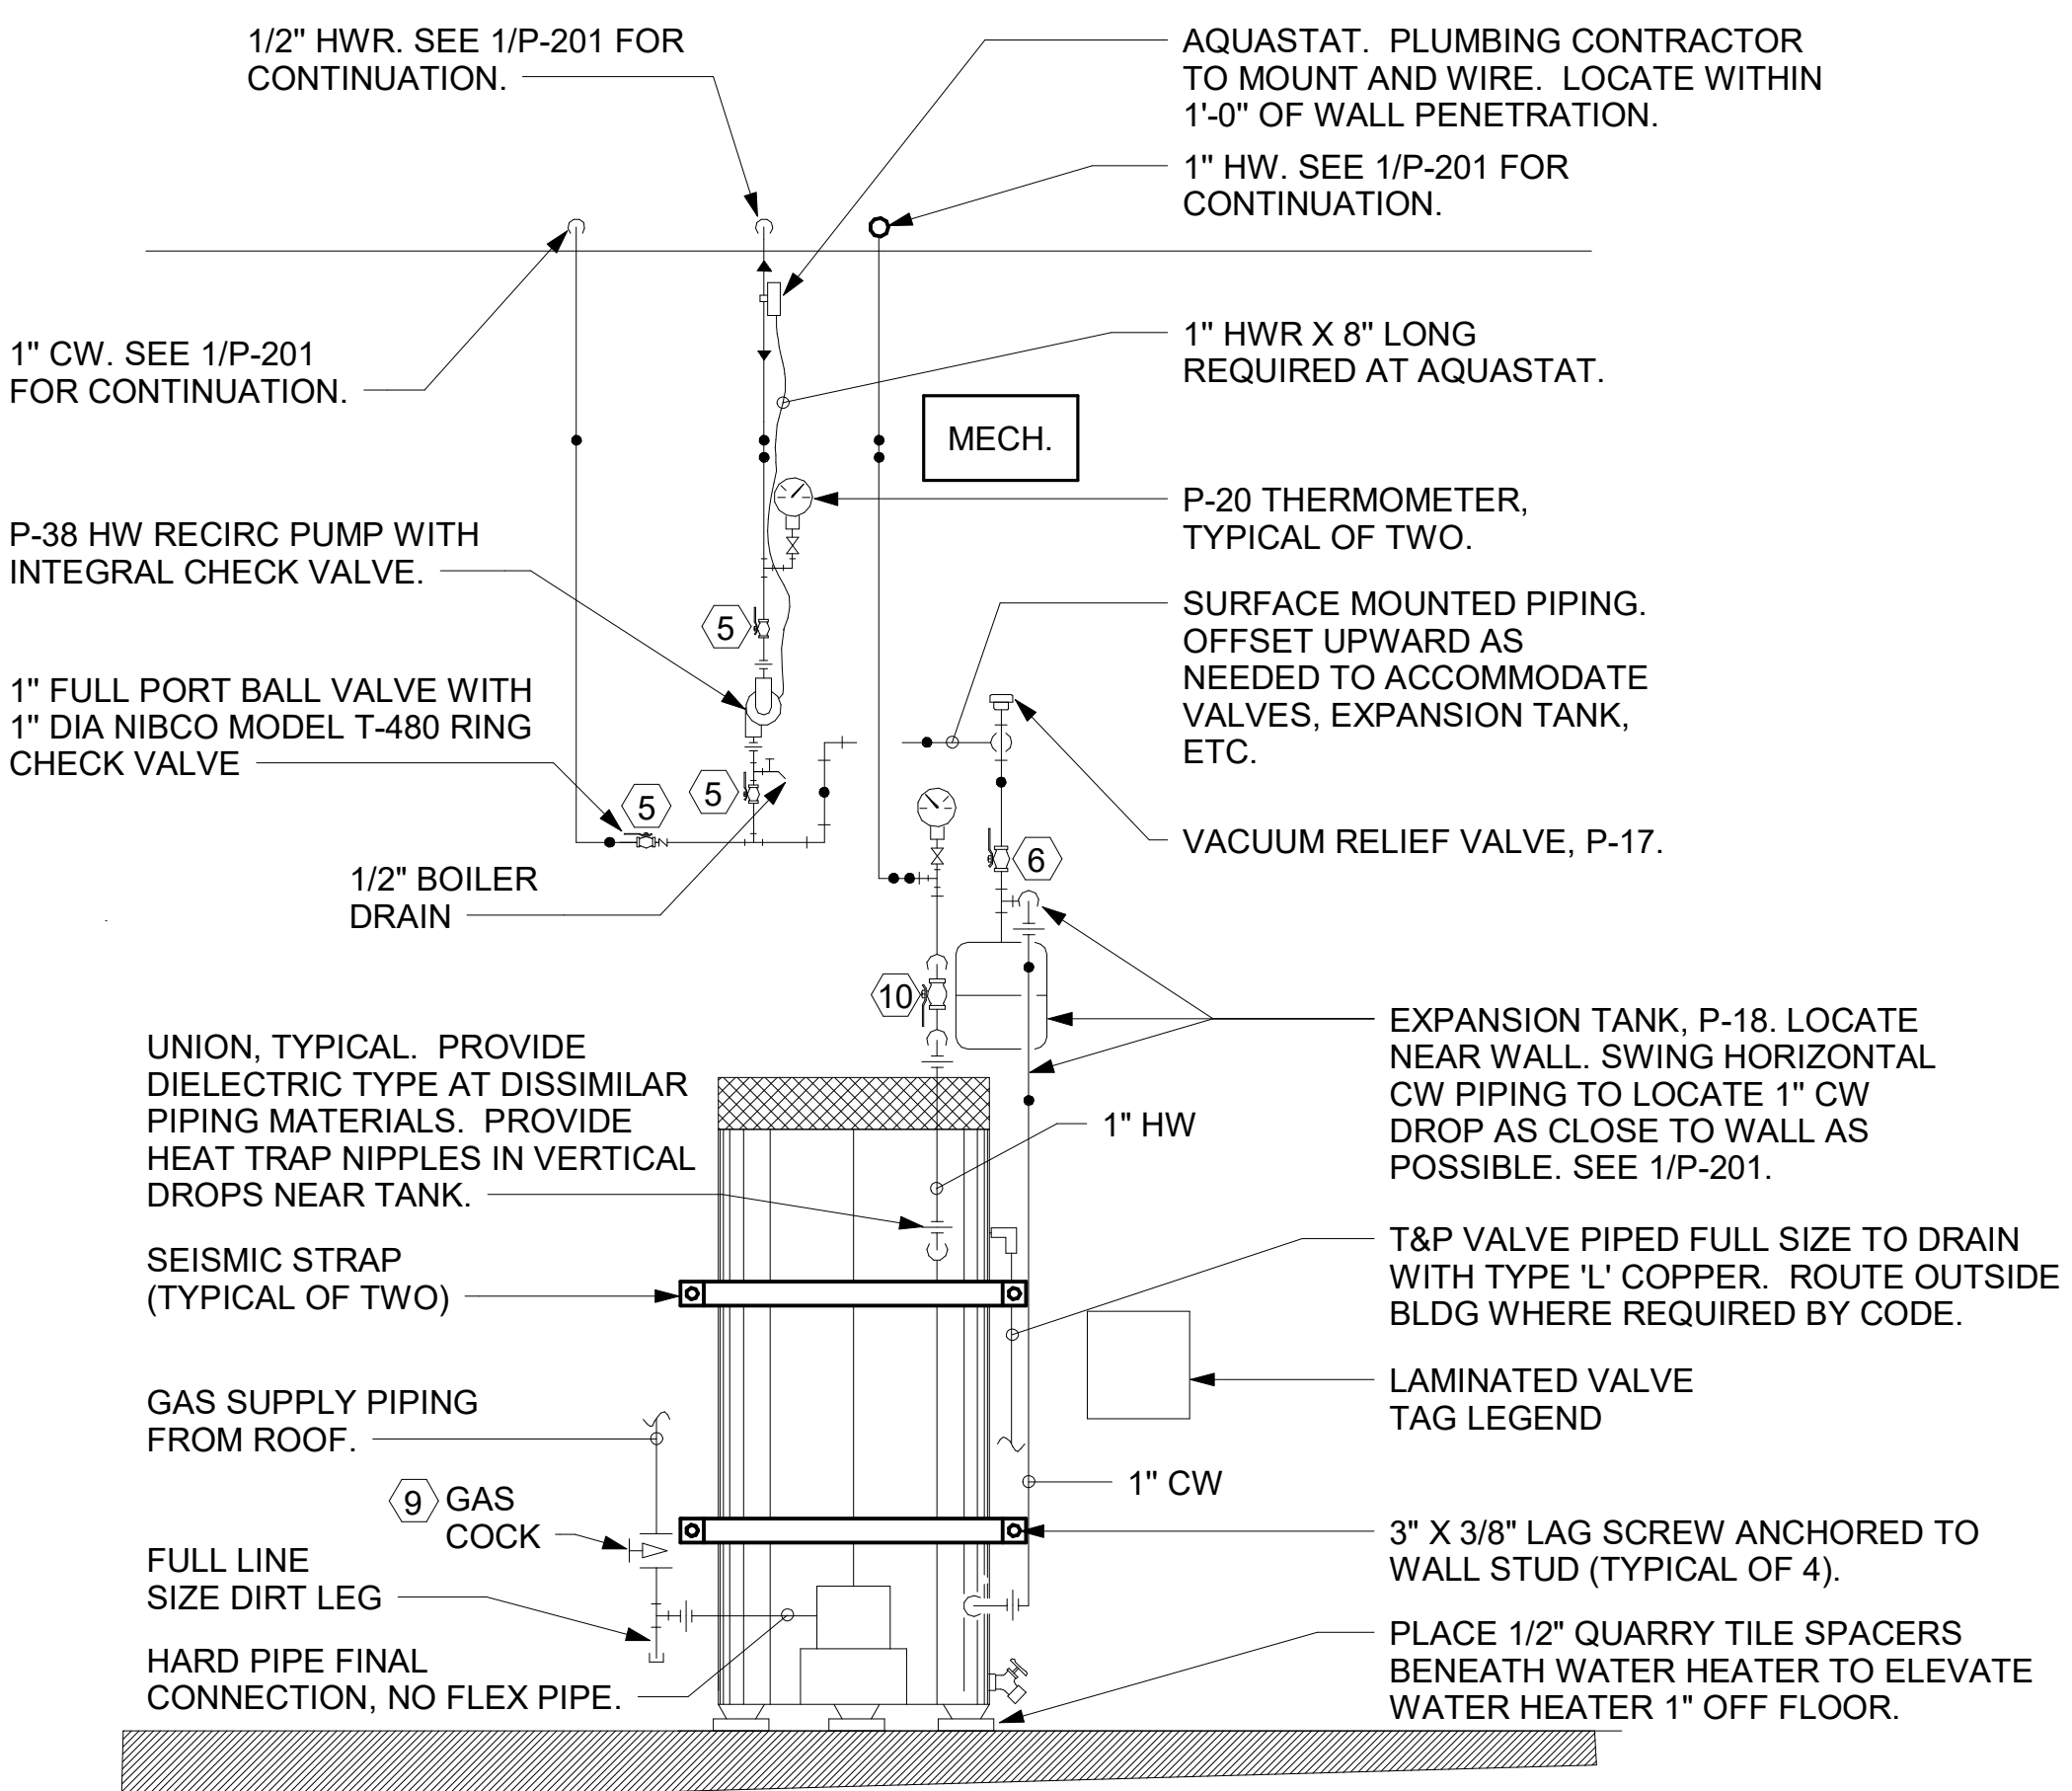 1/2" HWR. SEE 1/P-201 FOR
CONTINUATION.
AQUASTAT. PLUMBING CONTRACTOR
TO MOUNT AND WIRE. LOCATE WITHIN
1'-0" OF WALL PENETRATION.
1" HW. SEE 1/P-201 FOR
CONTINUATION.
1" CW. SEE 1/P-201
FOR CONTINUATION.
1" HWR X 8" LONG
REQUIRED AT AQUASTAT.
MECH.
P-20 THERMOMETER,
TYPICAL OF TWO.
P-38 HW RECIRC PUMP WITH
INTEGRAL CHECK VALVE.
5
SURFACE MOUNTED PIPING.
OFFSET UPWARD AS
NEEDED TO ACCOMMODATE
VALVES, EXPANSION TANK,
ETC.
1" FULL PORT BALL VALVE WITH
1" DIA NIBCO MODEL T-480 RING
CHECK VALVE
5
5
VACUUM RELIEF VALVE, P-17.
6
1/2" BOILER
DRAIN
10
EXPANSION TANK, P-18. LOCATE
NEAR WALL. SWING HORIZONTAL
CW PIPING TO LOCATE 1" CW
DROP AS CLOSE TO WALL AS
POSSIBLE. SEE 1/P-201.
UNION, TYPICAL. PROVIDE
DIELECTRIC TYPE AT DISSIMILAR
PIPING MATERIALS. PROVIDE
HEAT TRAP NIPPLES IN VERTICAL
DROPS NEAR TANK.
1" HW
SEISMIC STRAP
(TYPICAL OF TWO)
T&P VALVE PIPED FULL SIZE TO DRAIN
WITH TYPE 'L' COPPER. ROUTE OUTSIDE
BLDG WHERE REQUIRED BY CODE.
LAMINATED VALVE
TAG LEGEND
GAS SUPPLY PIPING
FROM ROOF.
1" CW
9
GAS
COCK
3" X 3/8" LAG SCREW ANCHORED TO
WALL STUD (TYPICAL OF 4).
FULL LINE
SIZE DIRT LEG
HARD PIPE FINAL
CONNECTION, NO FLEX PIPE.
PLACE 1/2" QUARRY TILE SPACERS
BENEATH WATER HEATER TO ELEVATE
WATER HEATER 1" OFF FLOOR.